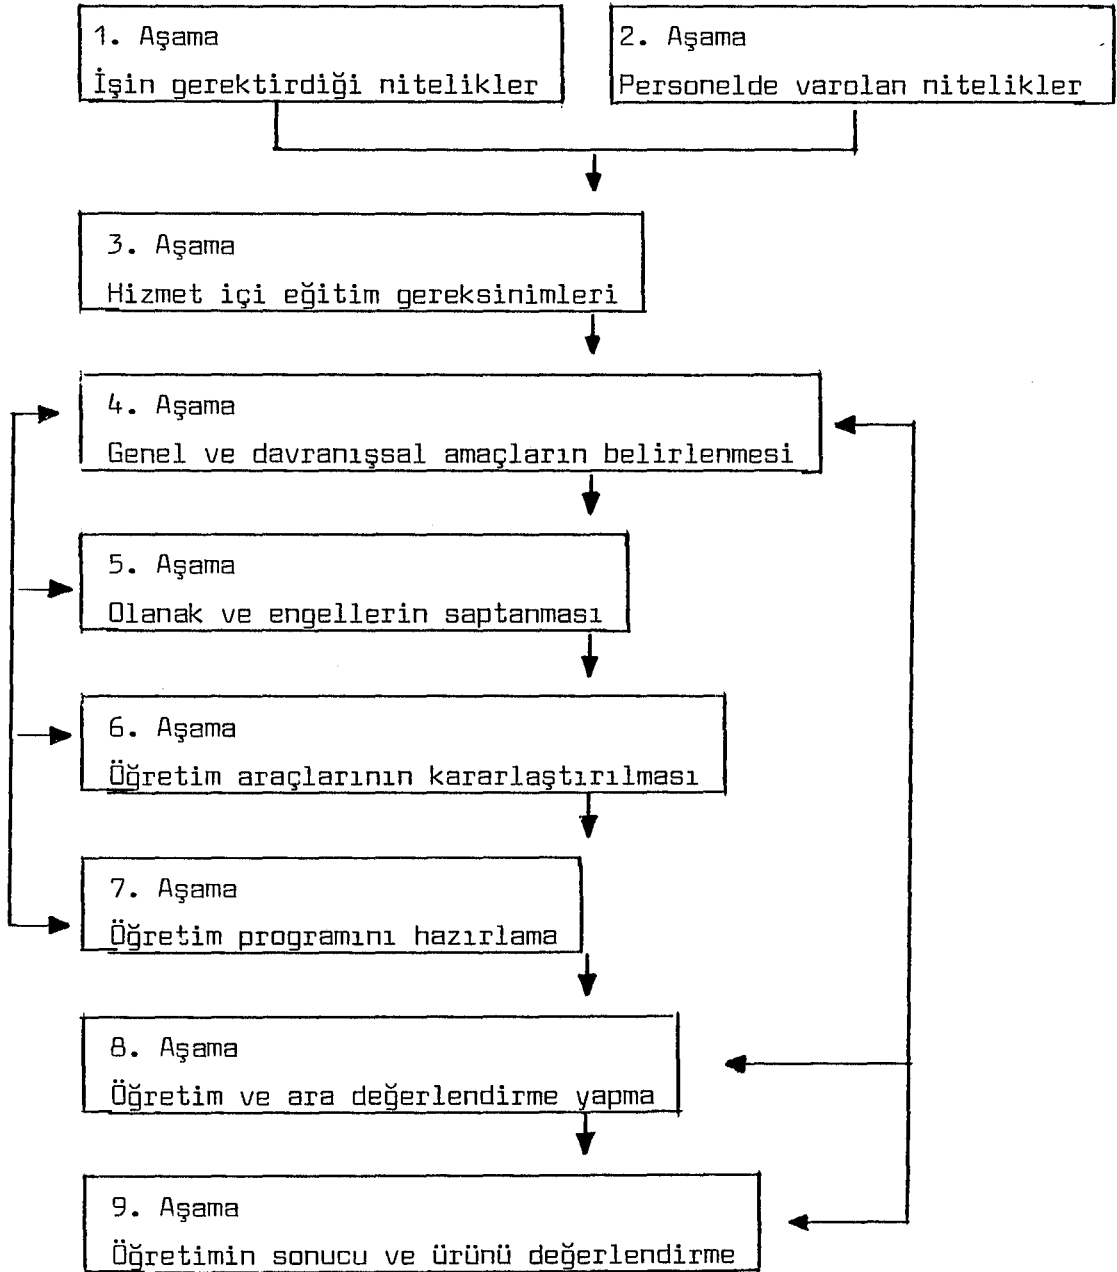 1. Aşama
İşin gerektirdiği nitelikler
2. Aşama
Personelde varolan nitelikler
3. Aşama
Hizmet içi eğitim gereksinimleri
4. Aşama
Genel ve davranışsal amaçların belirlenmesi
5. Aşama
Olanak ve engellerin saptanması
6. Aşama
Öğretim araçlarının kararlaştırılması
7. Aşama
Öğretim programını hazırlama
8. Aşama
Öğretim ve ara değerlendirme yapma
9. Aşama
Öğretimin sonucu ve ürünü değerlendirme